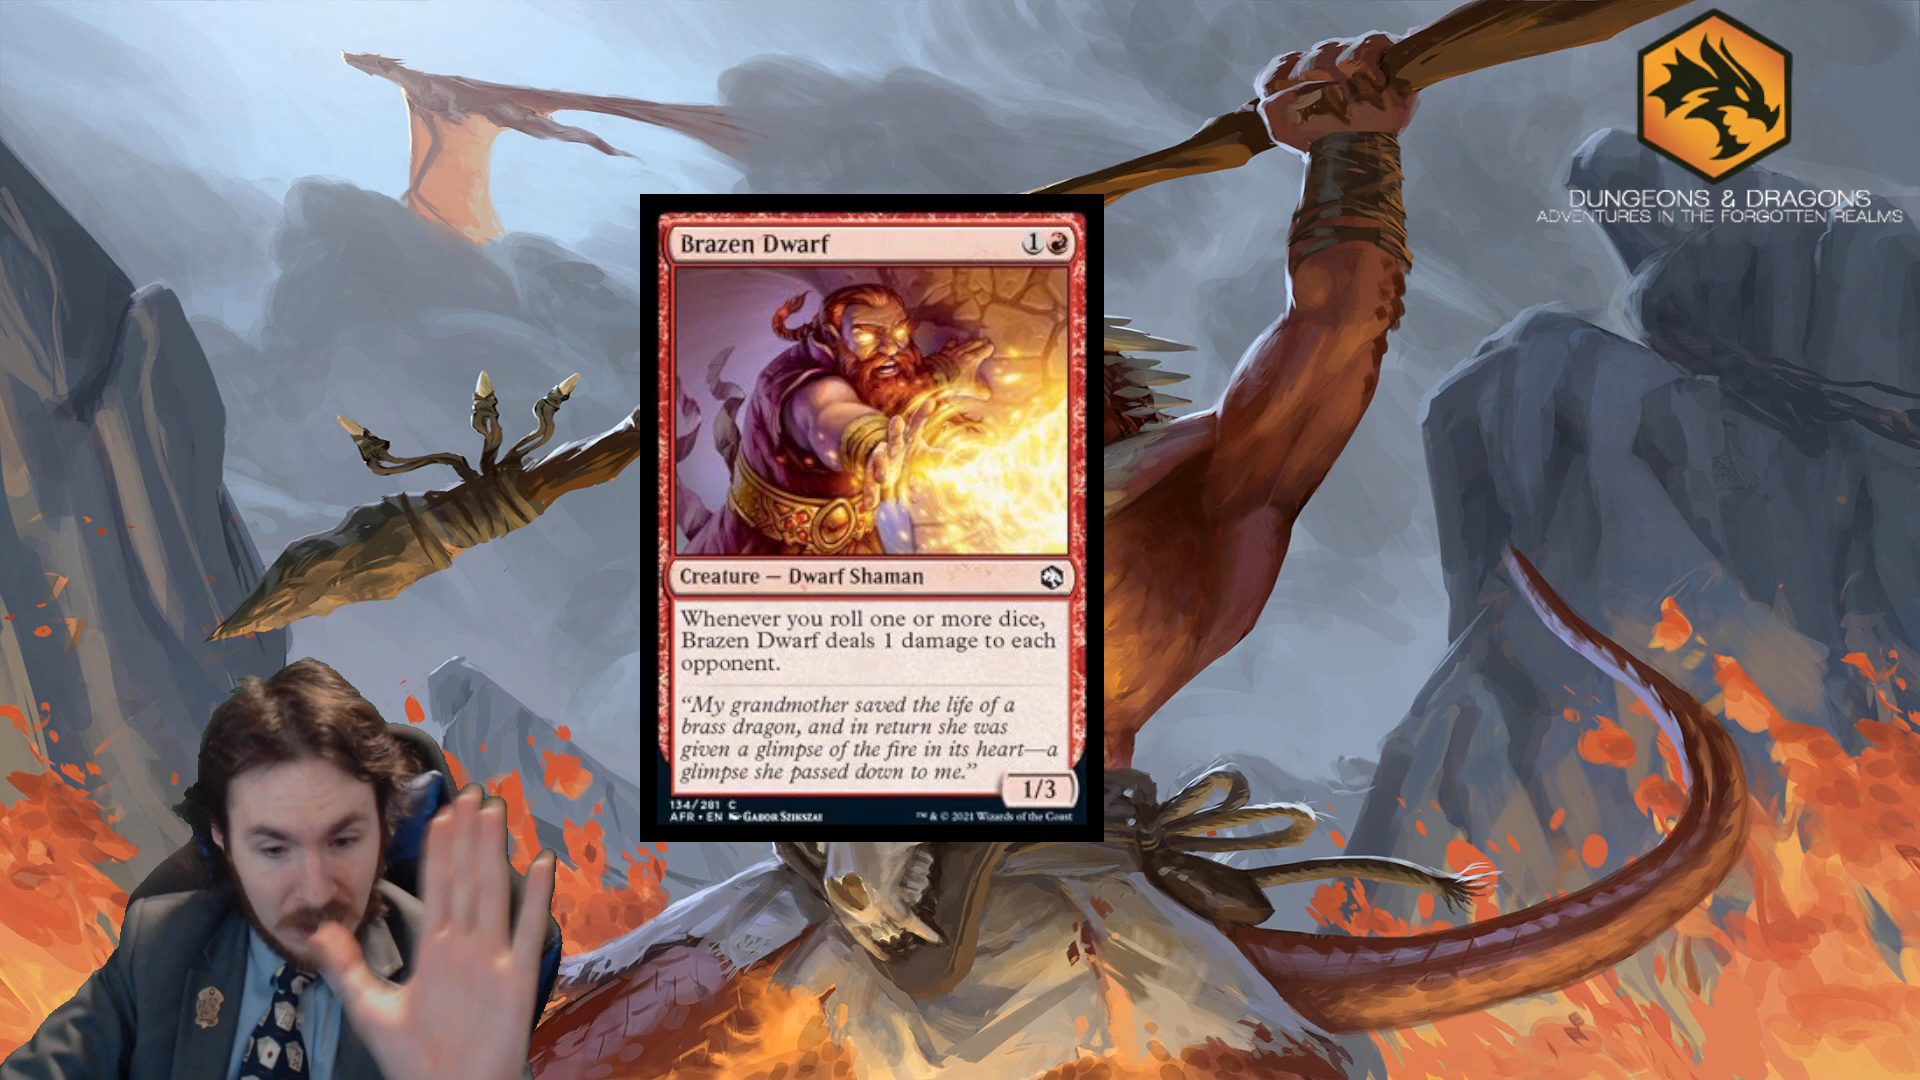 DUNGEONS & DRAGONS
ADVENTURES IN THE FORGOTTEN REALMS
Brazen Dwarf 1
Creature — Dwarf Shaman
Whenever you roll one or more dice,
Brazen Dwarf deals 1 damage to each
opponent.
“My grandmother saved the life of a
brass dragon, and in return she was
given a glimpse of the fire in its heart—a
glimpse she passed down to me.”
1/3
134/281 C
AFR • EN Gabor Szikszai
™ & © 2021 Wizards of the Coast